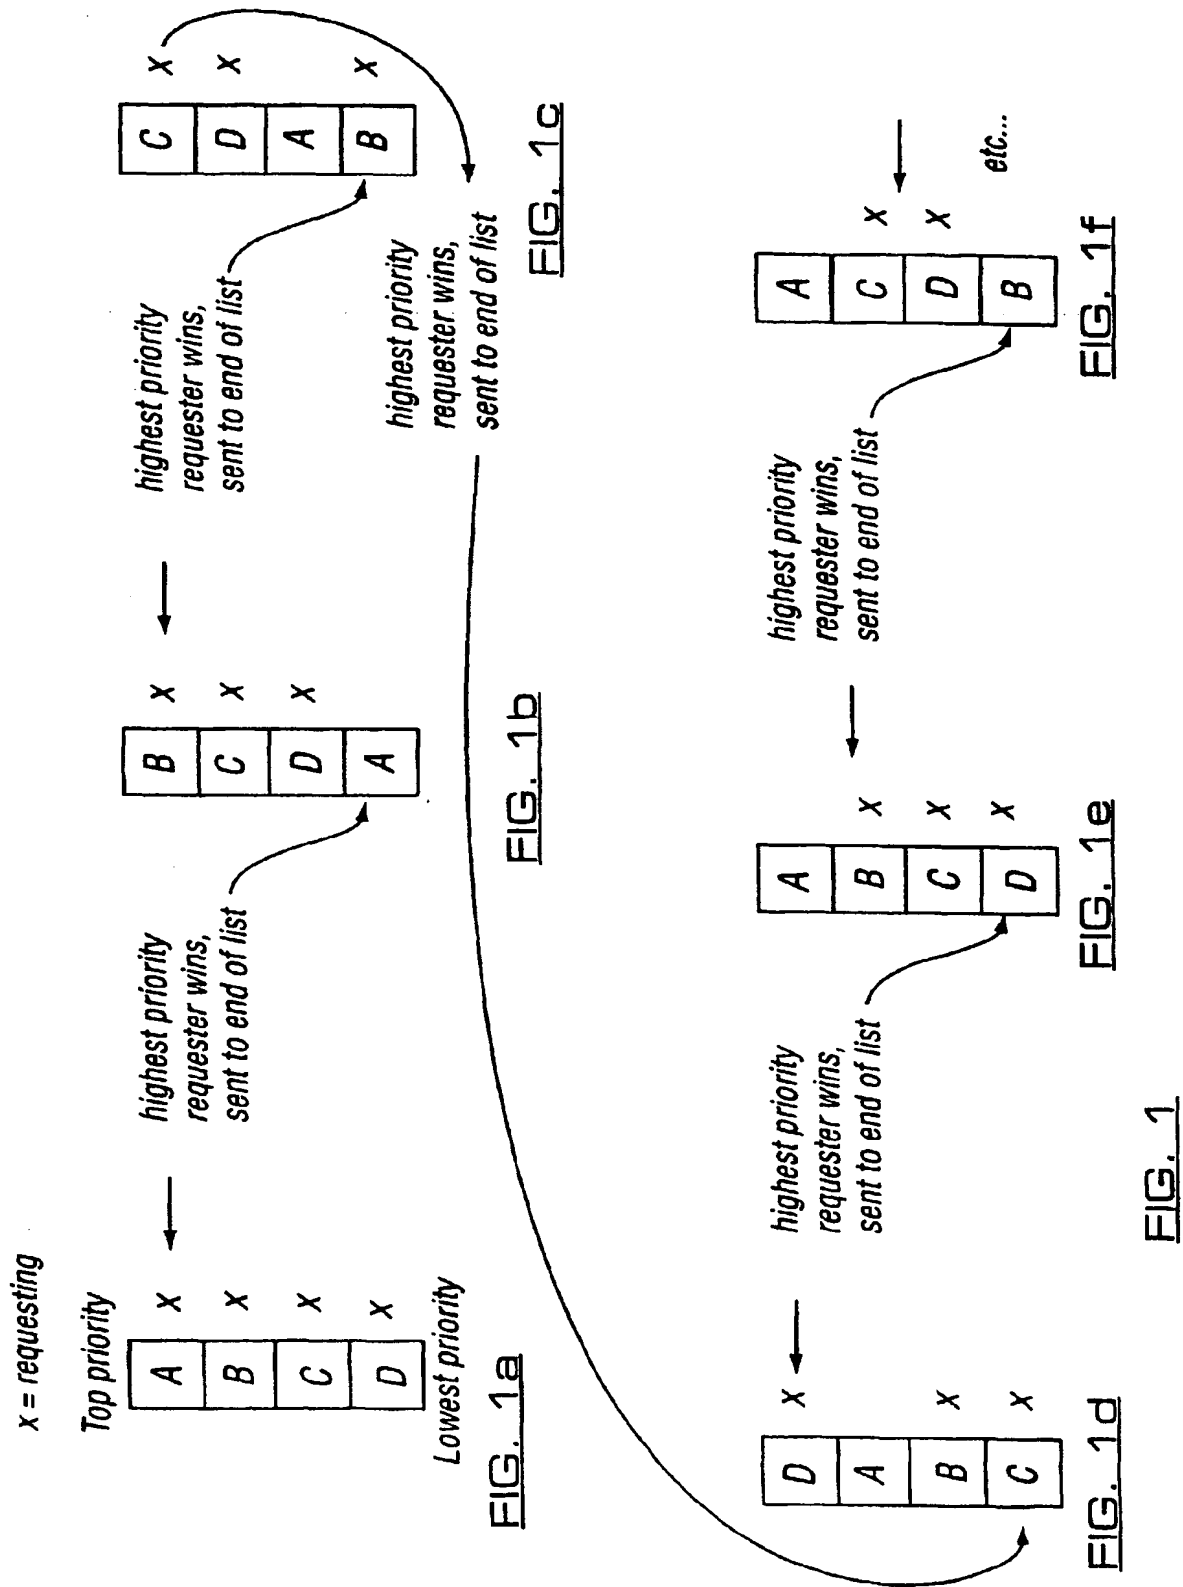 x = requesting
Top priority
A x
B x
C x
D x
Lowest priority
FIG. 1a
highest priority
requester wins,
sent to end of list
B x
C x
D x
A
FIG. 1b
highest priority
requester wins,
sent to end of list
C x
D x
A
B x
FIG. 1c
highest priority
requester wins,
sent to end of list
D x
A
B x
C x
FIG. 1d
highest priority
requester wins,
sent to end of list
A
B x
C x
D x
FIG. 1e
highest priority
requester wins,
sent to end of list
A
C x
D x
B
FIG. 1f
etc...
FIG. 1